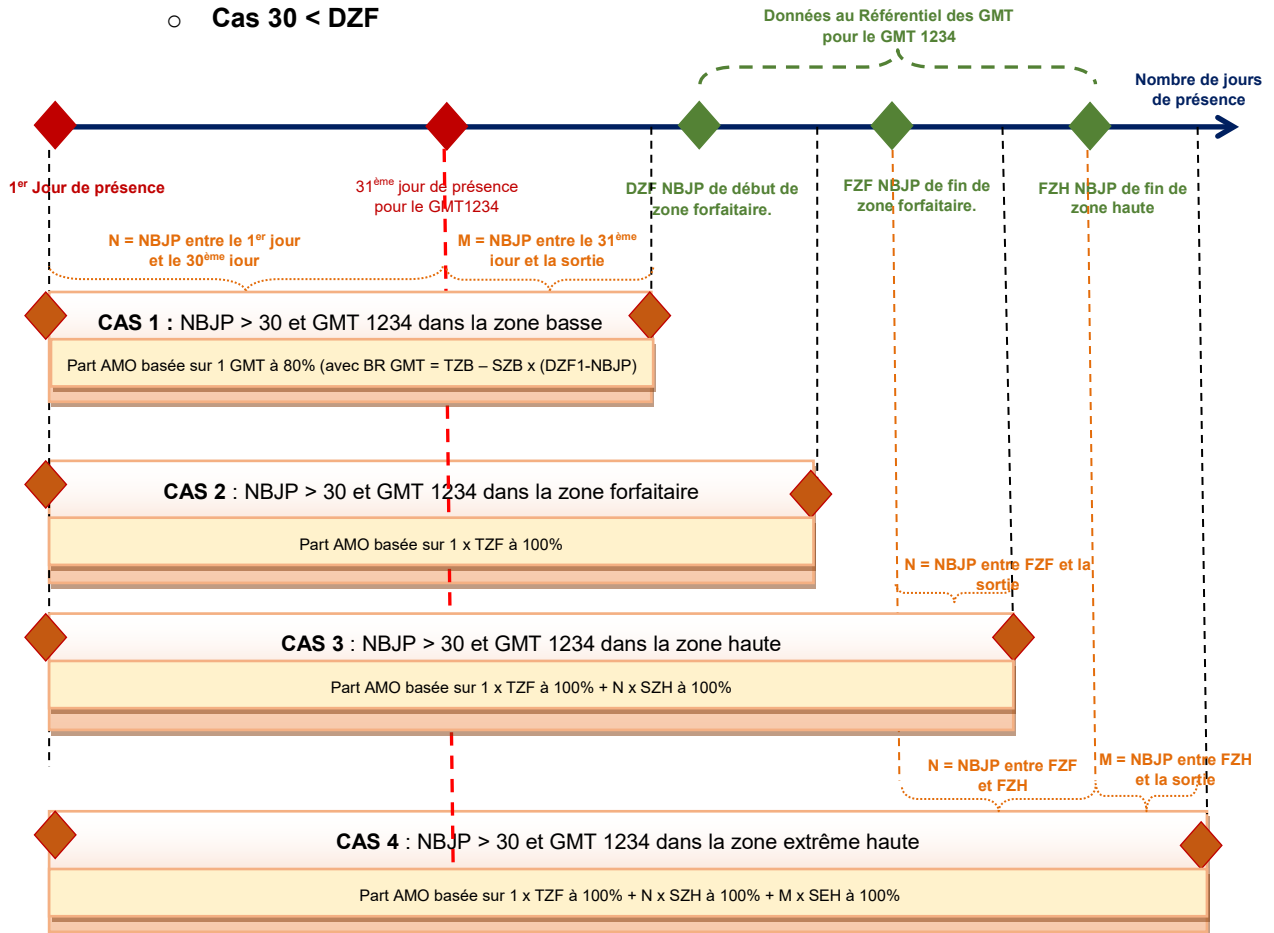 ○ Cas 30 < DZF
Données au Référentiel des GMT
pour le GMT 1234
Nombre de jours
de présence
1er Jour de présence
31ème jour de présence
pour le GMT1234
DZF NBJP de début de
zone forfaitaire.
FZF NBJP de fin de
zone forfaitaire.
FZH NBJP de fin de
zone haute
N = NBJP entre le 1er jour
et le 30ème jour
M = NBJP entre le 31ème
jour et la sortie
CAS 1 : NBJP > 30 et GMT 1234 dans la zone basse
Part AMO basée sur 1 GMT à 80% (avec BR GMT = TZB – SZB x (DZF1-NBJP)
CAS 2 : NBJP > 30 et GMT 1234 dans la zone forfaitaire
Part AMO basée sur 1 x TZF à 100%
N = NBJP entre FZF et la
sortie
CAS 3 : NBJP > 30 et GMT 1234 dans la zone haute
Part AMO basée sur 1 x TZF à 100% + N x SZH à 100%
N = NBJP entre FZF
et FZH
M = NBJP entre FZH
et la sortie
CAS 4 : NBJP > 30 et GMT 1234 dans la zone extrême haute
Part AMO basée sur 1 x TZF à 100% + N x SZH à 100% + M x SEH à 100%